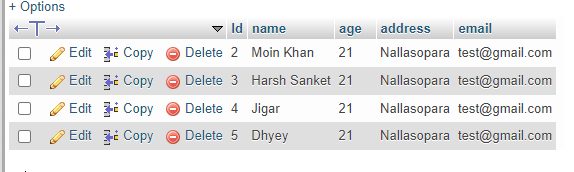 + Options
←T→ Id name age address email
Edit Copy Delete 2 Moin Khan 21 Nallasopara test@gmail.com
Edit Copy Delete 3 Harsh Sanket 21 Nallasopara test@gmail.com
Edit Copy Delete 4 Jigar 21 Nallasopara test@gmail.com
Edit Copy Delete 5 Dhyey 21 Nallasopara test@gmail.com